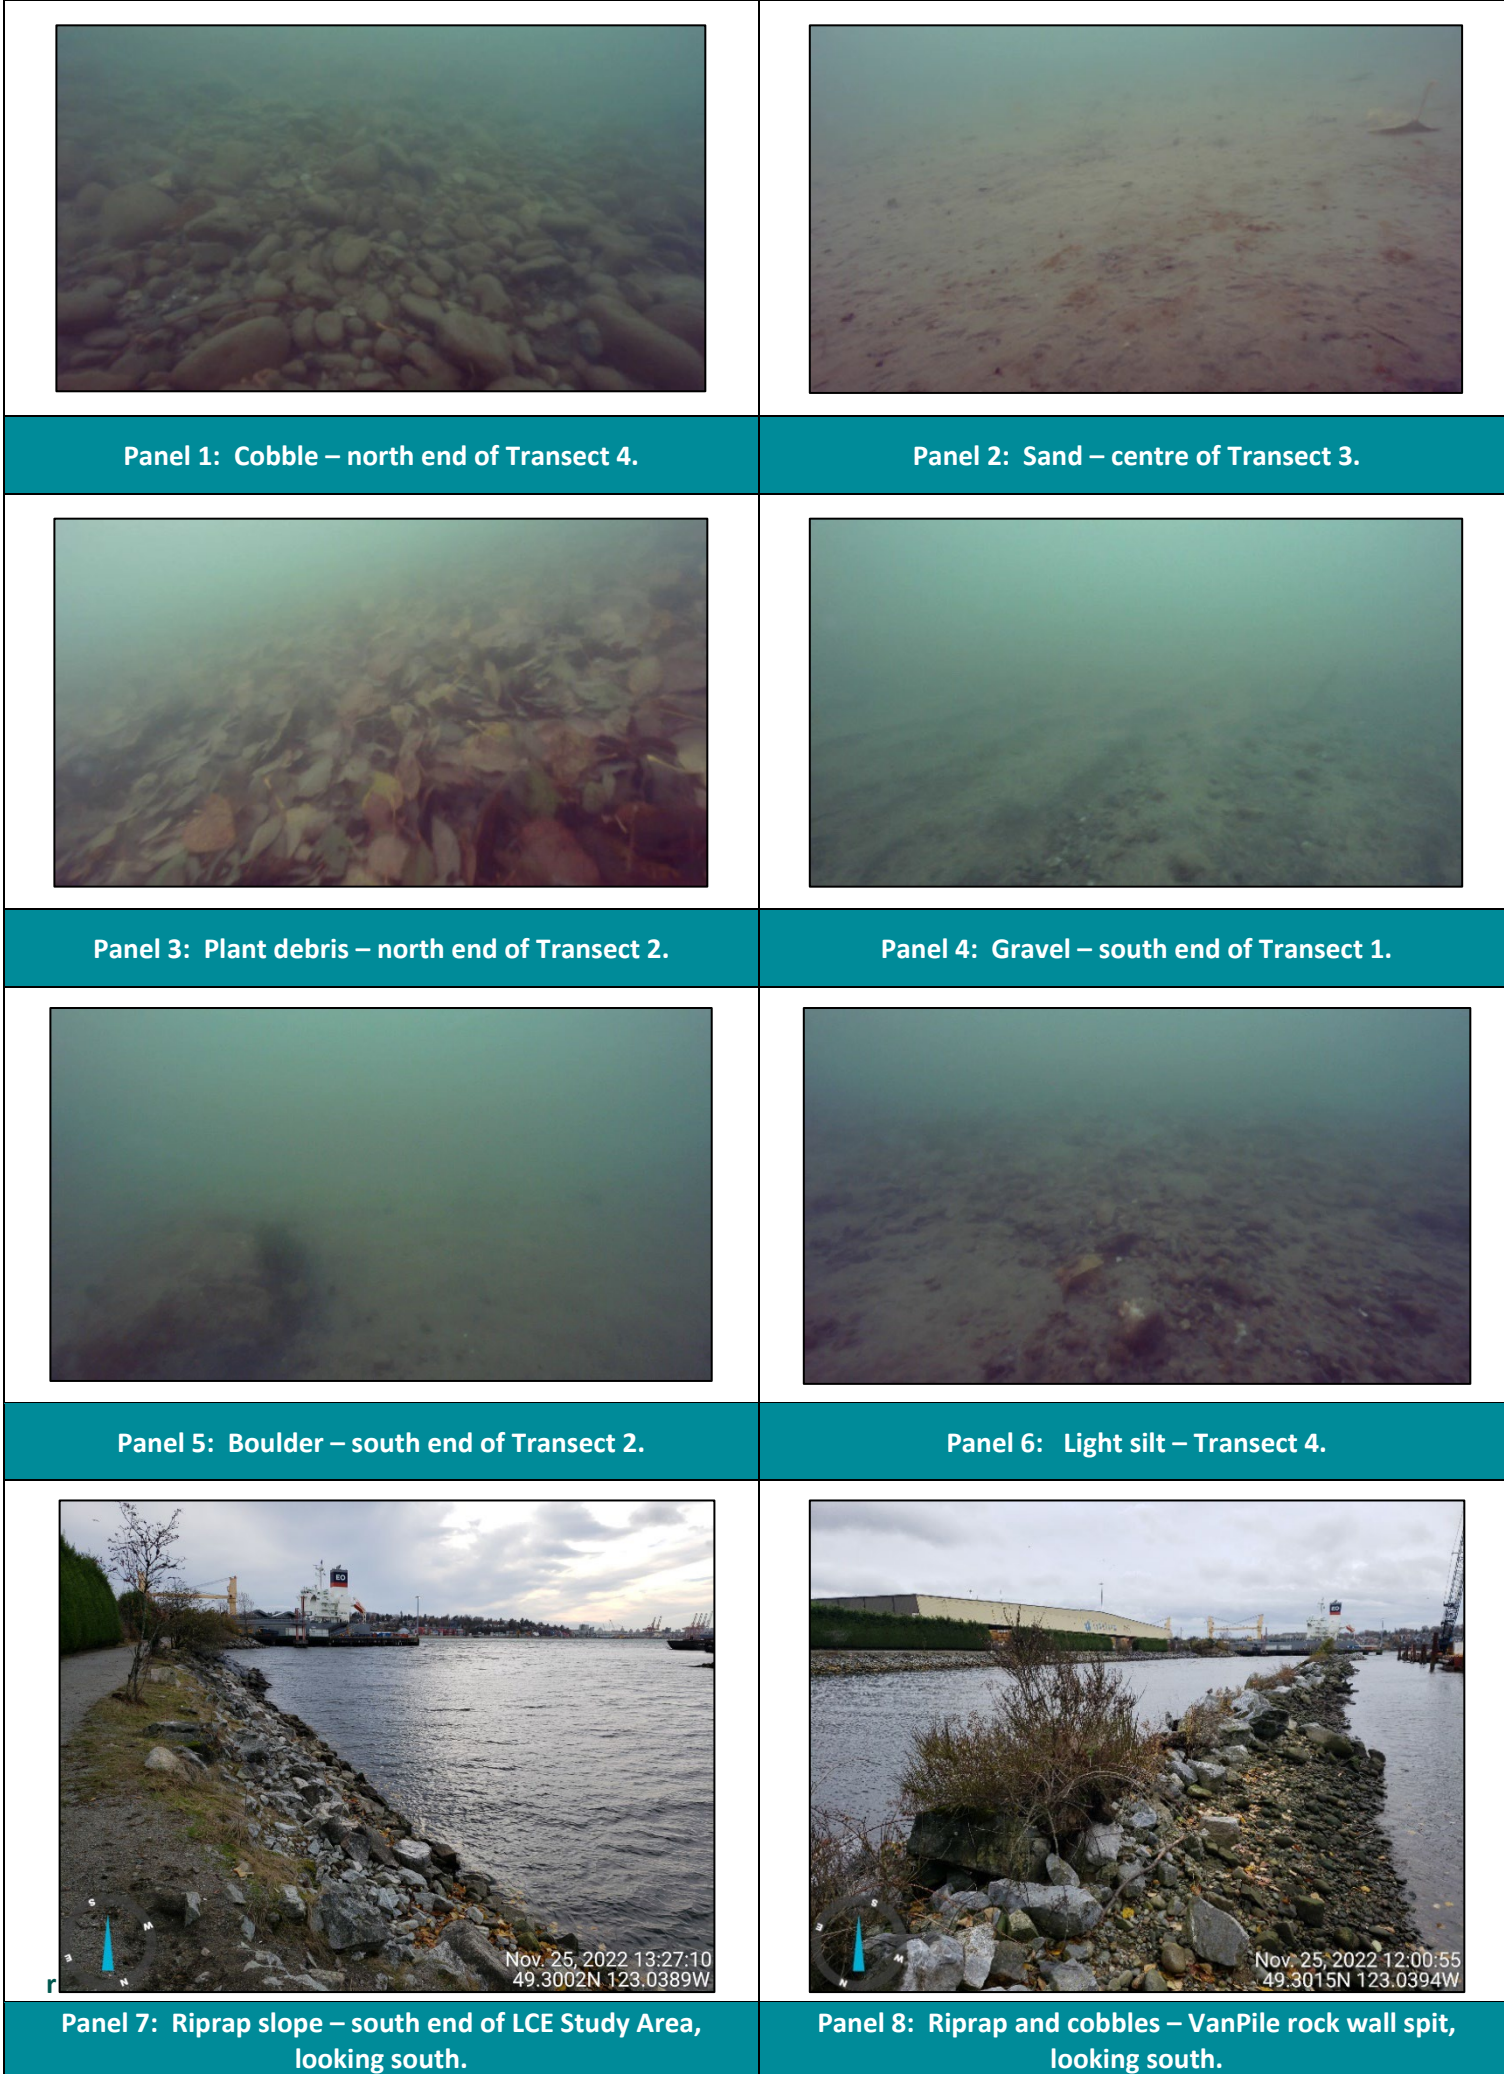 Panel 1: Cobble – north end of Transect 4.
Panel 2: Sand – centre of Transect 3.
Panel 3: Plant debris – north end of Transect 2.
Panel 4: Gravel – south end of Transect 1.
Panel 5: Boulder – south end of Transect 2.
Panel 6: Light silt – Transect 4.
EO
S
W
E
N
Nov. 25, 2022 13:27:10
49.3002N 123.0389W
r
EO
S
E
W
N
Nov. 25, 2022 12:00:55
49.3015N 123.0394W
Panel 7: Riprap slope – south end of LCE Study Area,
looking south.
Panel 8: Riprap and cobbles – VanPile rock wall spit,
looking south.